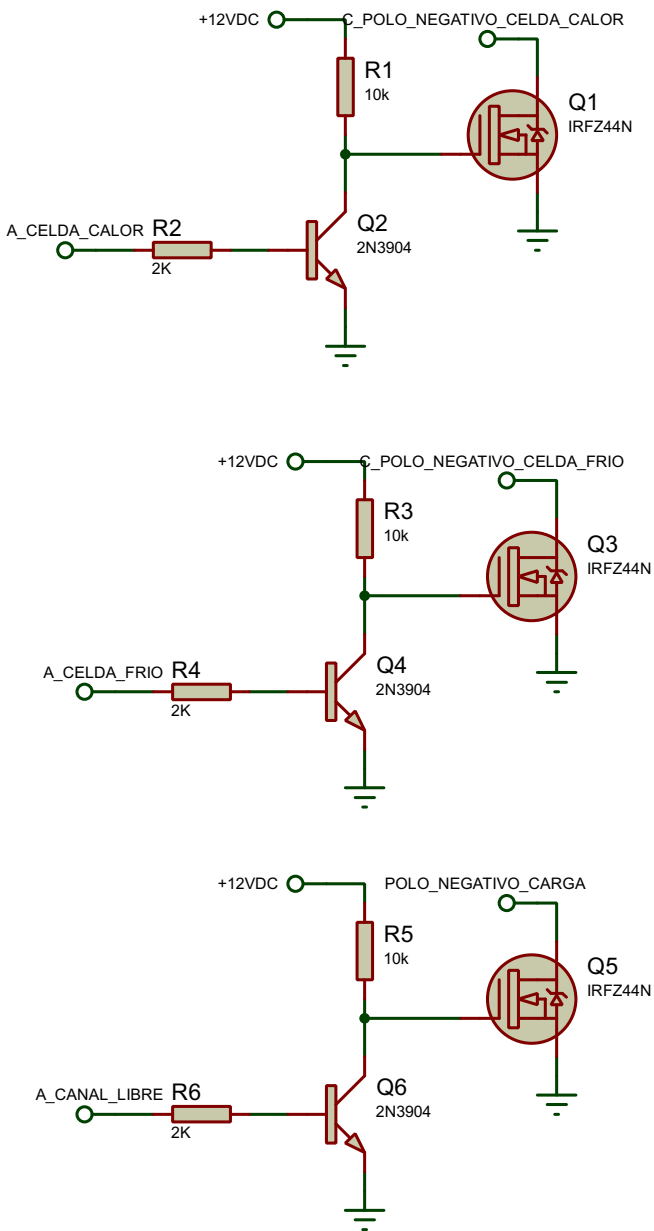 +12VDC
C_POLO_NEGATIVO_CELDA_CALOR
R1
10k
Q1
IRFZ44N
A_CELDA_CALOR
R2
2K
Q2
2N3904
+12VDC
C_POLO_NEGATIVO_CELDA_FRIO
R3
10k
Q3
IRFZ44N
A_CELDA_FRIO
R4
2K
Q4
2N3904
+12VDC
POLO_NEGATIVO_CARGA
R5
10k
Q5
IRFZ44N
A_CANAL_LIBRE
R6
2K
Q6
2N3904